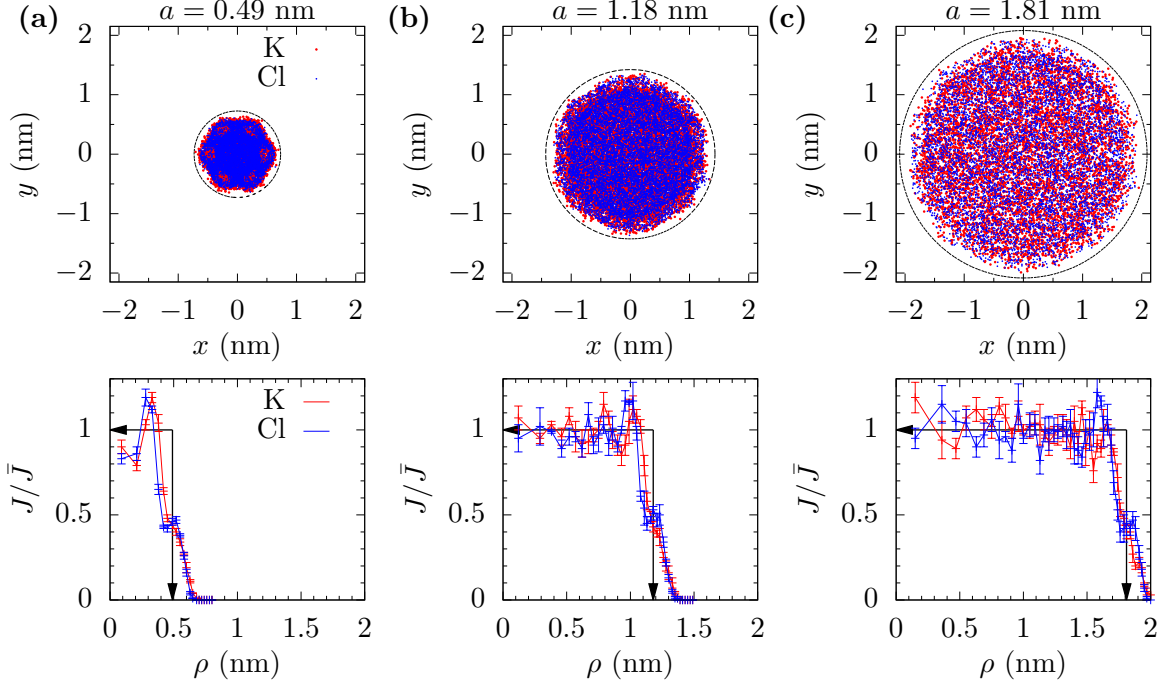 (a) a = 0.49 nm
(b) a = 1.18 nm
(c) a = 1.81 nm
K
Cl
y (nm)
2
1
0
−1
−2
−2 −1 0 1 2
x (nm)
y (nm)
2
1
0
−1
−2
−2 −1 0 1 2
x (nm)
y (nm)
2
1
0
−1
−2
−2 −1 0 1 2
x (nm)
K
Cl
J/J̄
1
0.5
0
0 0.5 1 1.5 2
ρ (nm)
J/J̄
1
0.5
0
0 0.5 1 1.5 2
ρ (nm)
J/J̄
1
0.5
0
0 0.5 1 1.5 2
ρ (nm)